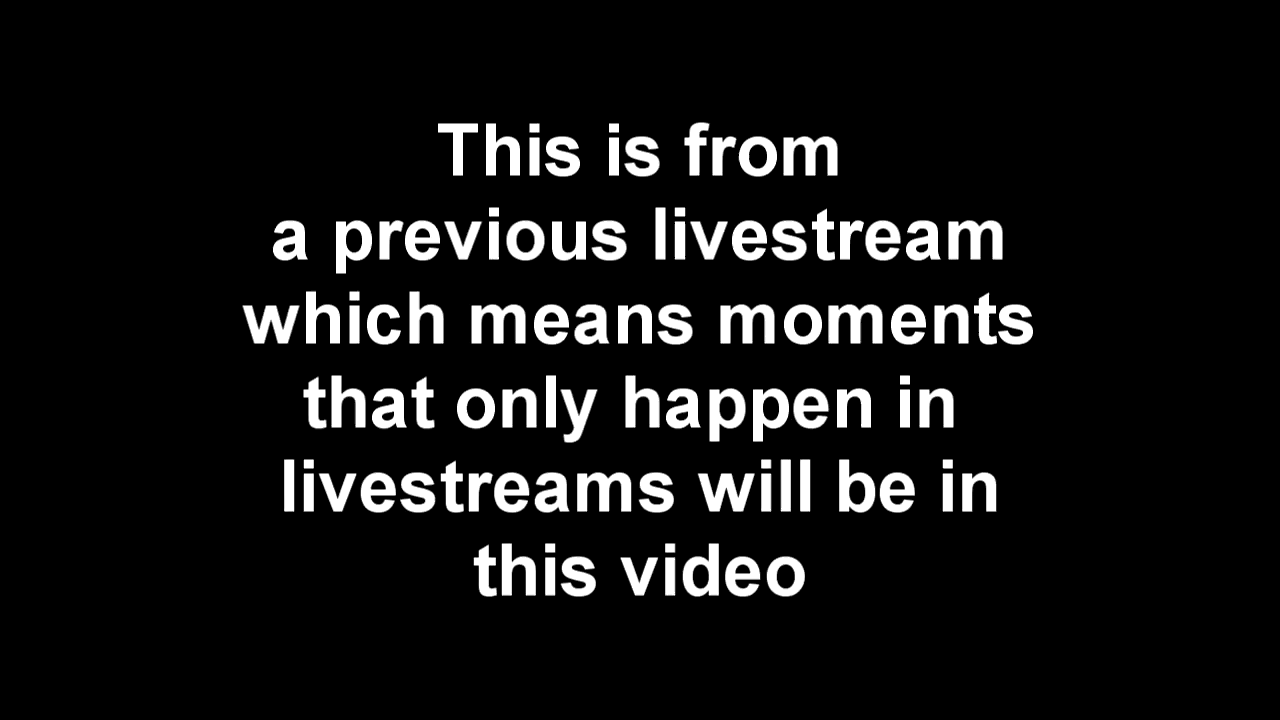 This is from
a previous livestream
which means moments
that only happen in
livestreams will be in
this video